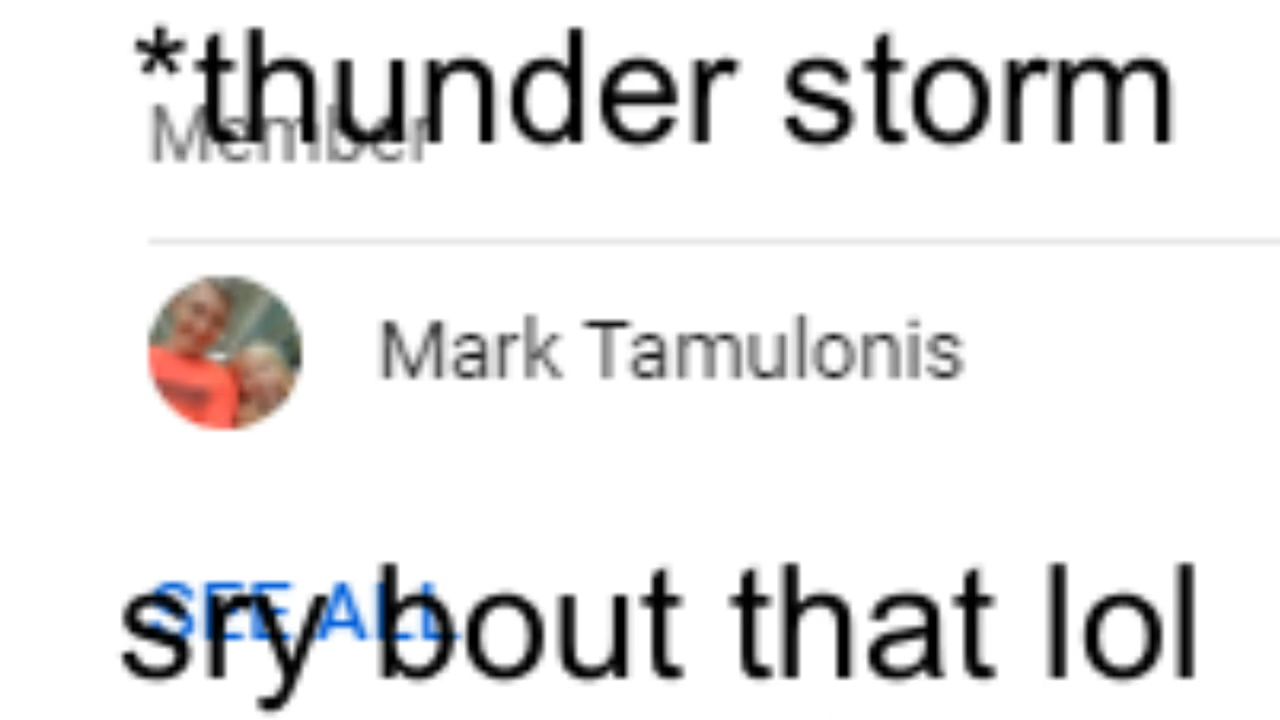 *thunder storm
Member
Mark Tamulonis
SEE ALL
sry bout that lol